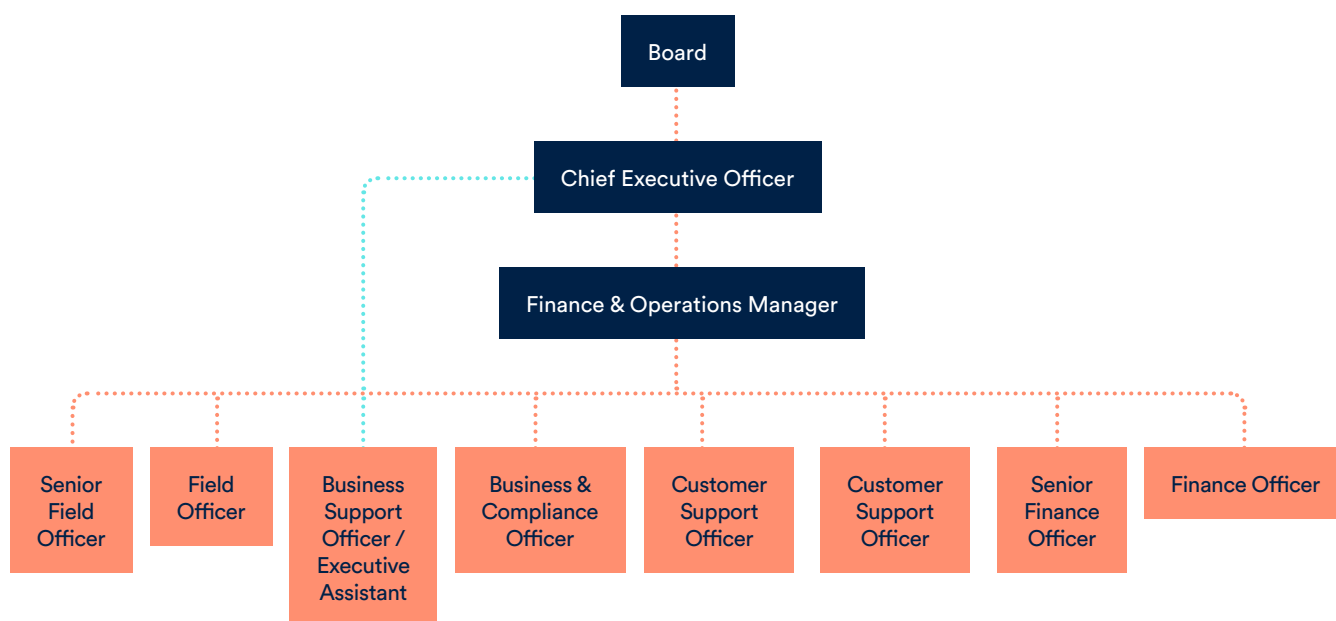 Board
Chief Executive Officer
Finance & Operations Manager
Senior
Field
Officer
Field
Officer
Business
Support
Officer /
Executive
Assistant
Business &
Compliance
Officer
Customer
Support
Officer
Customer
Support
Officer
Senior
Finance
Officer
Finance Officer